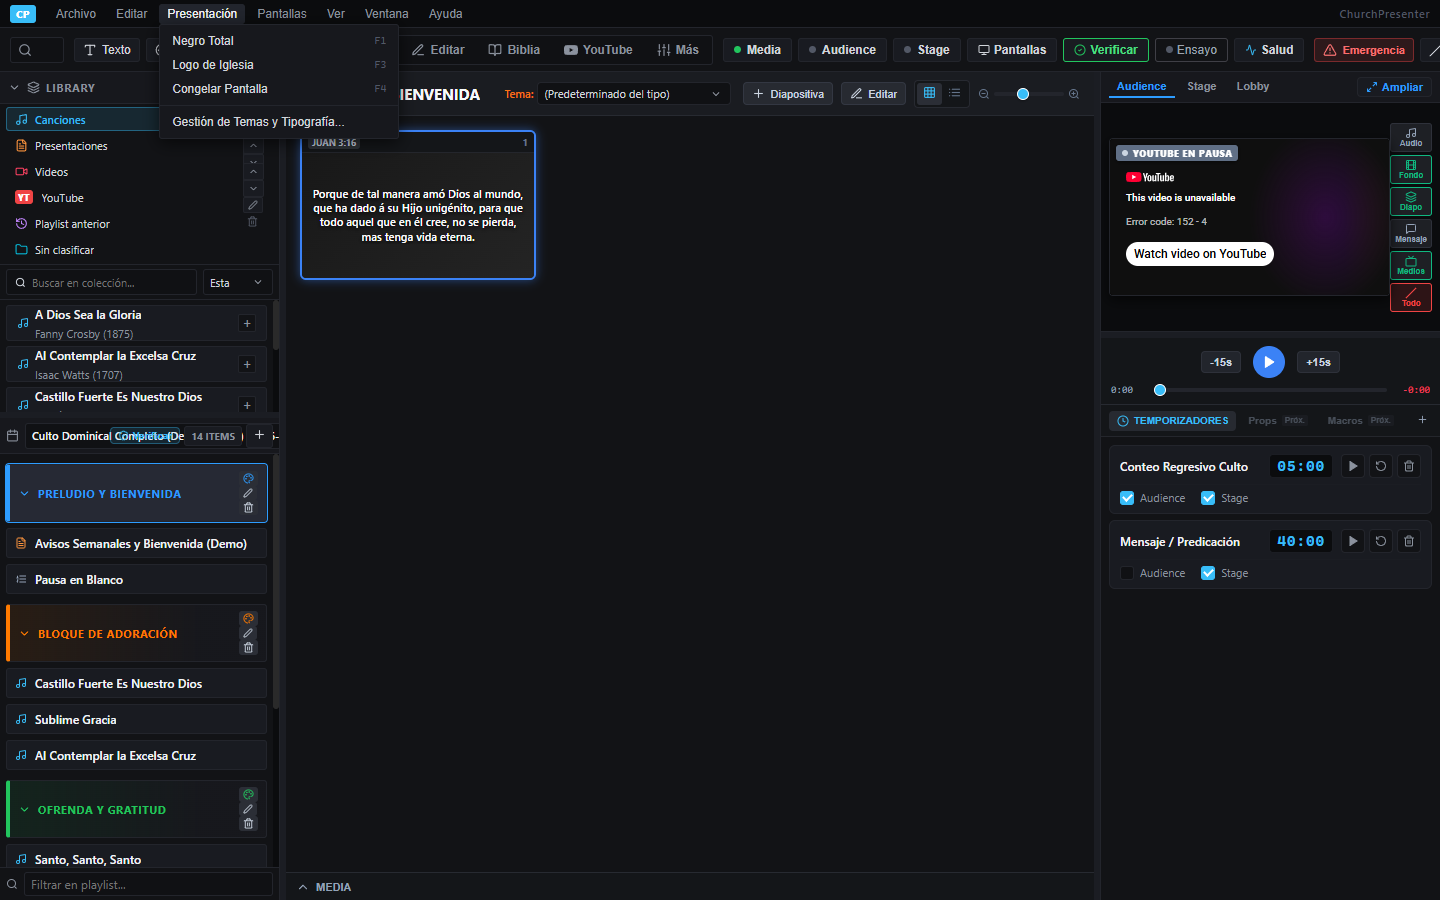 CP Archivo Editar Presentación Pantallas Ver Ventana Ayuda ChurchPresenter
Negro Total F1
Logo de Iglesia F3
Congelar Pantalla F4
Gestión de Temas y Tipografía...
Texto Editar Biblia YouTube Más Media Audience Stage Pantallas Verificar Ensayo Salud Emergencia
LIBRARY
Canciones
Presentaciones
Videos
YT YouTube
Playlist anterior
Sin clasificar
Buscar en colección... Esta
A Dios Sea la Gloria
Fanny Crosby (1875)
Al Contemplar la Excelsa Cruz
Isaac Watts (1707)
Castillo Fuerte Es Nuestro Dios
Culto Dominical Completo (De 14 ITEMS
PRELUDIO Y BIENVENIDA
Avisos Semanales y Bienvenida (Demo)
Pausa en Blanco
BLOQUE DE ADORACIÓN
Castillo Fuerte Es Nuestro Dios
Sublime Gracia
Al Contemplar la Excelsa Cruz
OFRENDA Y GRATITUD
Santo, Santo, Santo
Filtrar en playlist...
IENVENIDA Tema: (Predeterminado del tipo) Diapositiva Editar
JUAN 3:16 1
Porque de tal manera amó Dios al mundo,
que ha dado á su Hijo unigénito, para que
todo aquel que en él cree, no se pierda,
mas tenga vida eterna.
MEDIA
Audience Stage Lobby Ampliar
YOUTUBE EN PAUSA
YouTube
This video is unavailable
Error code: 152 - 4
Watch video on YouTube
Audio
Fondo
Diapo
Mensaje
Medios
Todo
-15s +15s
0:00 -0:00
TEMPORIZADORES Props Próx. Macros Próx.
Conteo Regresivo Culto 05:00
Audience Stage
Mensaje / Predicación 40:00
Audience Stage